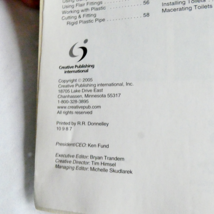 Using Flair Fittings . . . . . . . . . . . . 56
Working with Plastic
Cutting & Fitting
Rigid Plastic Pipe . . . . . . . . . . . . 58
Installing Toilets
Macerating Toilets
Creative Publishing
international
Copyright © 2005
Creative Publishing international, Inc.
18705 Lake Drive East
Chanhassen, Minnesota 55317
1-800-328-3895
www.creativepub.com
All rights reserved
Printed by R.R. Donnelley
10 9 8 7
President/CEO: Ken Fund
Executive Editor: Bryan Trandem
Creative Director: Tim Himsel
Managing Editor: Michelle Skudlarek